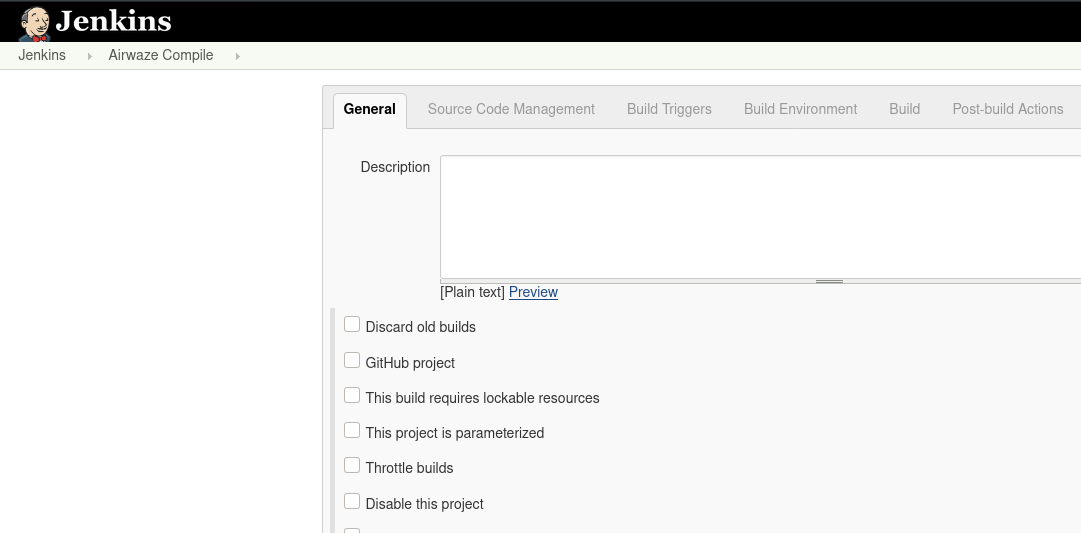 Jenkins
Jenkins Airwaze Compile
General Source Code Management Build Triggers Build Environment Build Post-build Actions
Description
[Plain text] Preview
Discard old builds
GitHub project
This build requires lockable resources
This project is parameterized
Throttle builds
Disable this project